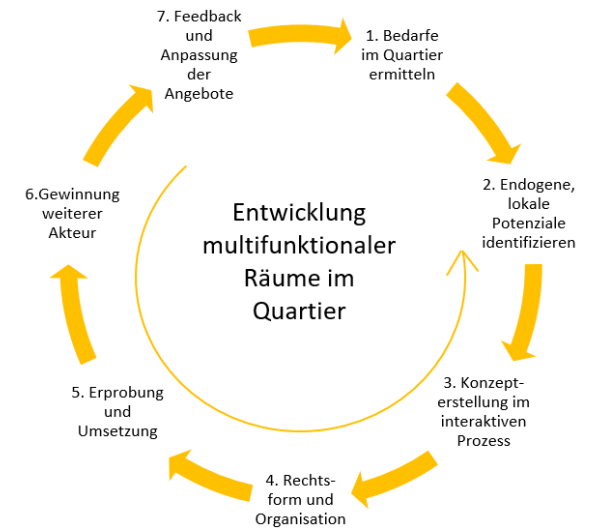 7. Feedback
und
Anpassung
der
Angebote
1. Bedarfe
im Quartier
ermitteln
2. Endogene,
lokale
Potenziale
identifizieren
3. Konzept-
erstellung im
interaktiven
Prozess
4. Rechts-
form und
Organisation
5. Erprobung
und
Umsetzung
6.Gewinnung
weiterer
Akteur
Entwicklung
multifunktionaler
Räume im
Quartier